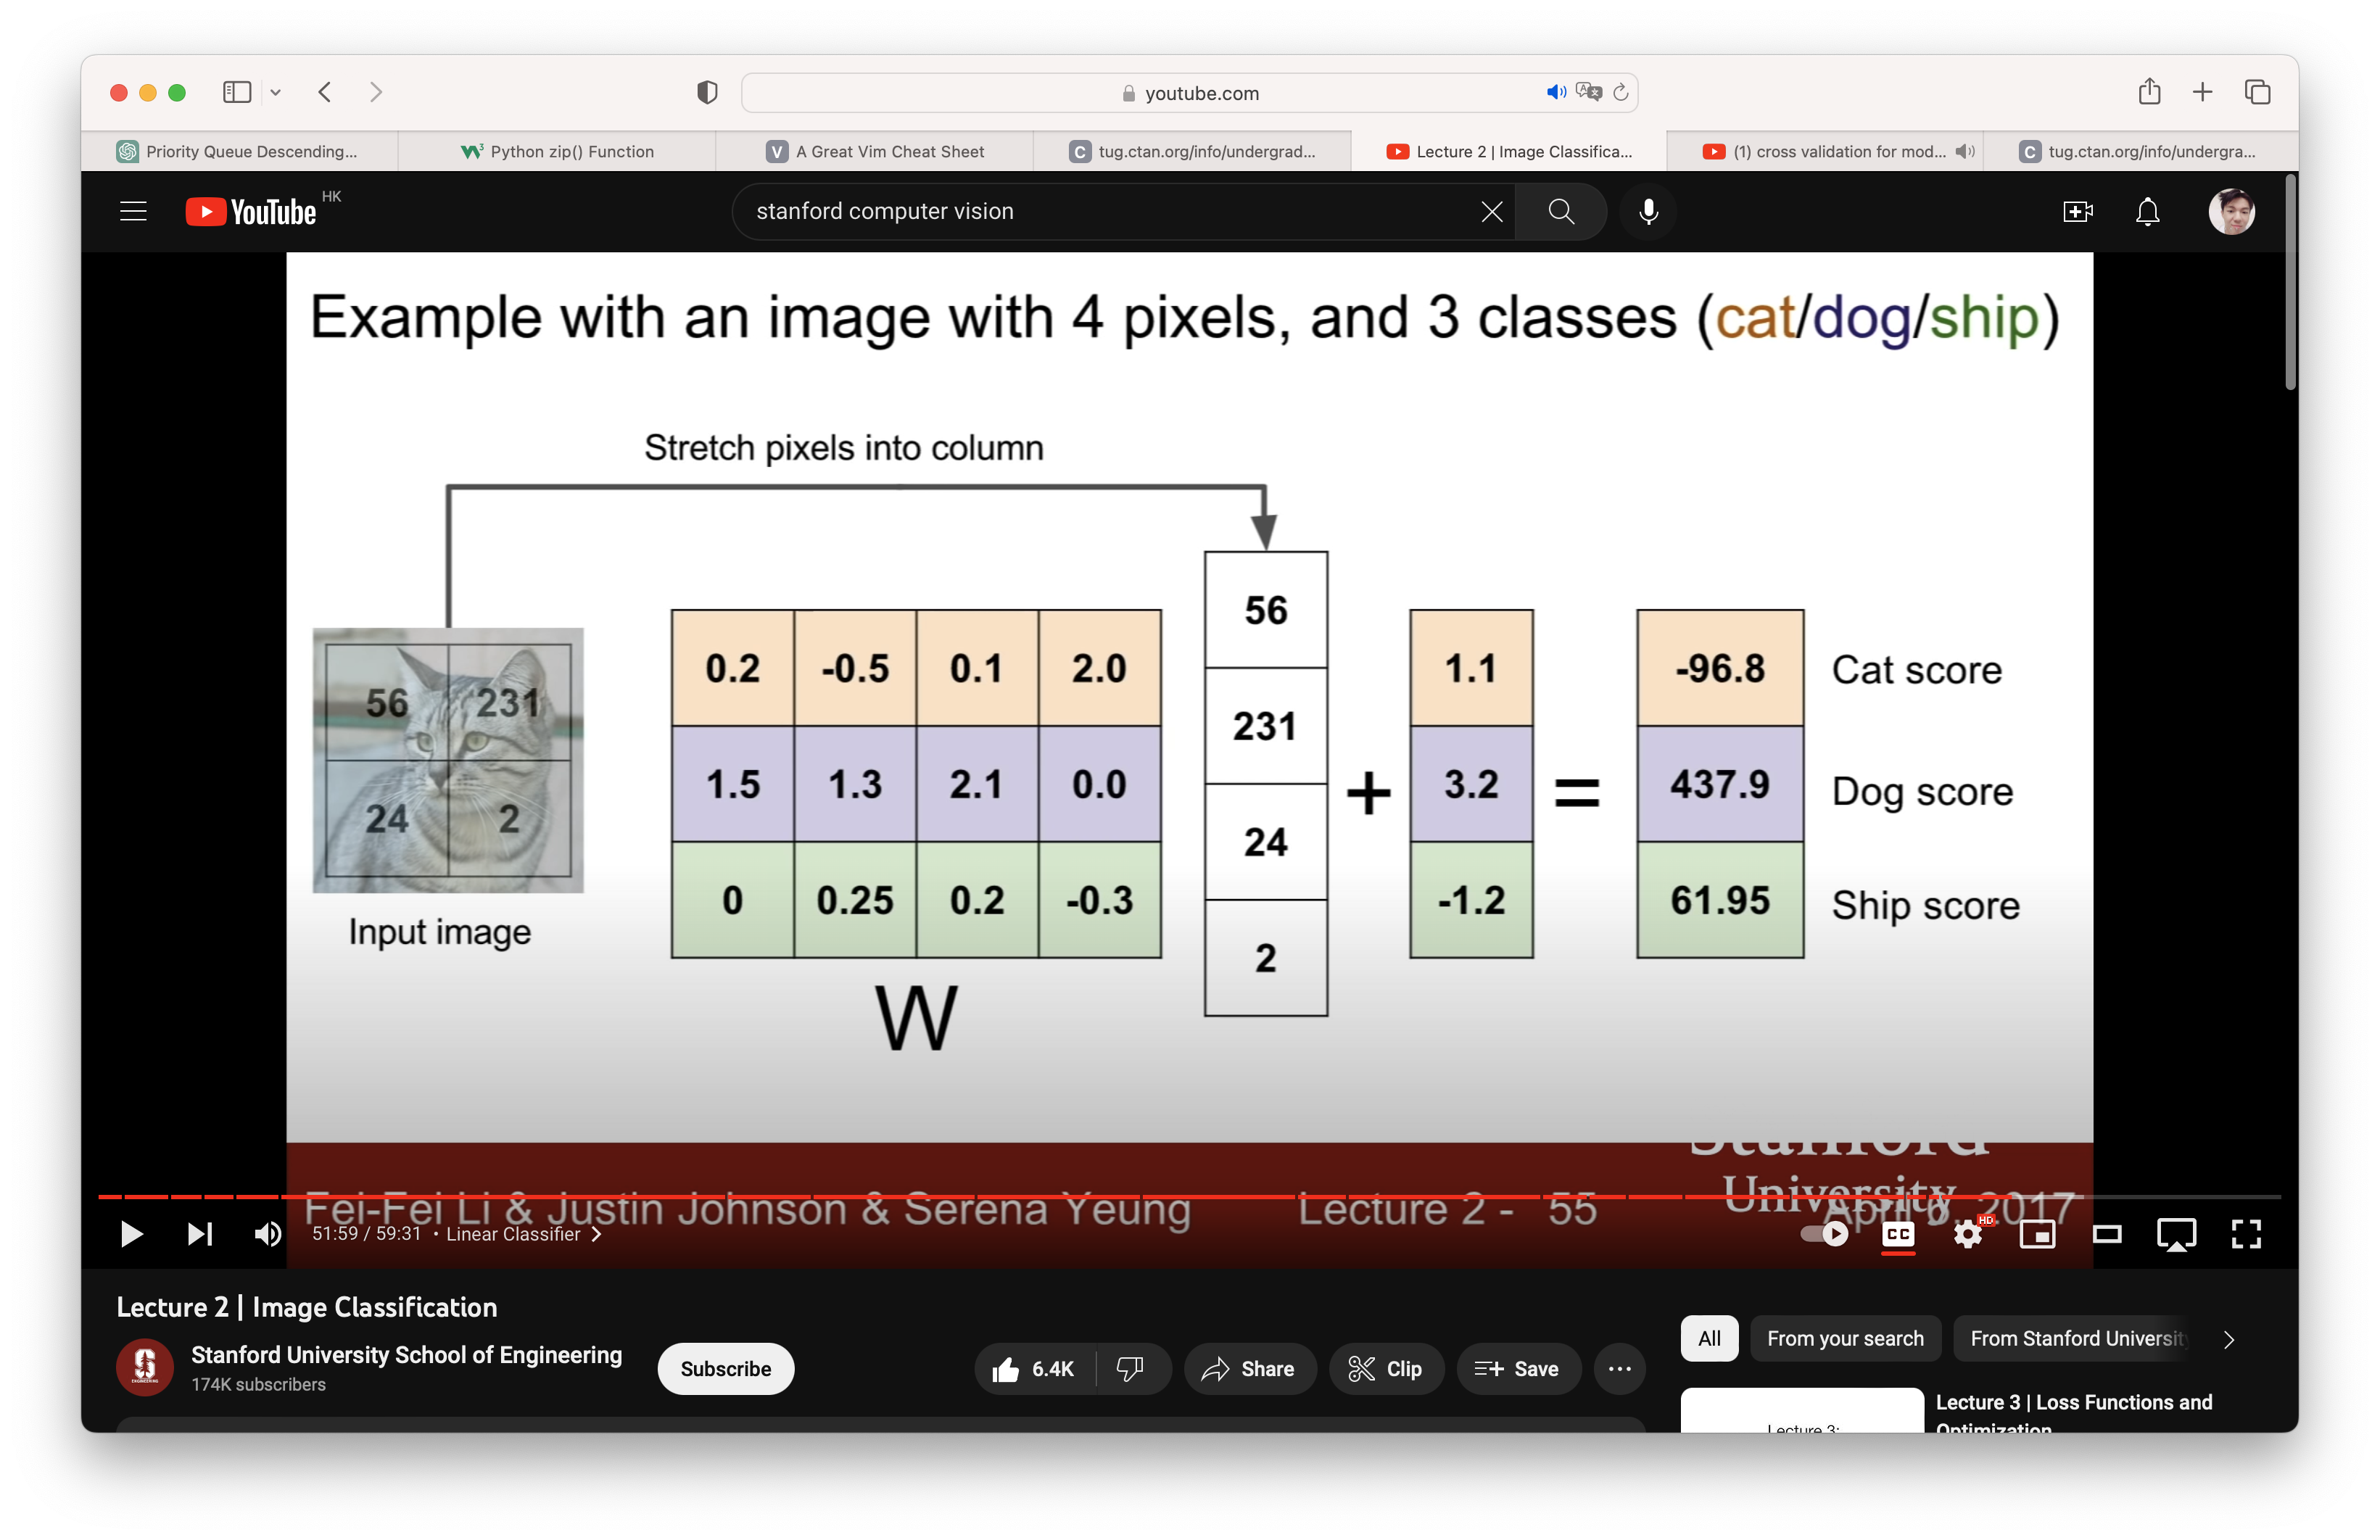 youtube.com
Priority Queue Descending...
Python zip() Function
A Great Vim Cheat Sheet
tug.ctan.org/info/undergrad...
Lecture 2 | Image Classifica...
(1) cross validation for mod...
tug.ctan.org/info/undergra...
YouTube HK
stanford computer vision
Example with an image with 4 pixels, and 3 classes (cat/dog/ship)
Stretch pixels into column
56 231
24 2
Input image
0.2 -0.5 0.1 2.0
1.5 1.3 2.1 0.0
0 0.25 0.2 -0.3
W
56
231
24
2
+
1.1
3.2
-1.2
=
-96.8 Cat score
437.9 Dog score
61.95 Ship score
Fei-Fei Li & Justin Johnson & Serena Yeung
Lecture 2 - 55
Stanford
University
April 6, 2017
51:59 / 59:31 • Linear Classifier
CC
HD
Lecture 2 | Image Classification
Stanford University School of Engineering
174K subscribers
Subscribe
6.4K
Share
Clip
Save
All
From your search
From Stanford University
Lecture 3:
Lecture 3 | Loss Functions and
Optimization